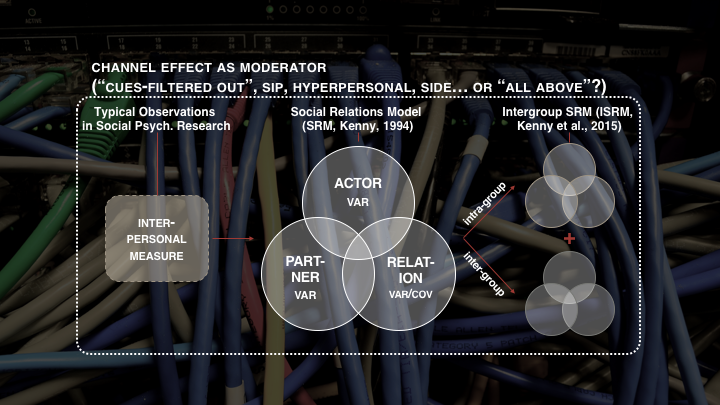 CHANNEL EFFECT AS MODERATOR
(“CUES-FILTERED OUT”, SIP, HYPERPERSONAL, SIDE… OR “ALL ABOVE”?)
Typical Observations
in Social Psych. Research
Social Relations Model
(SRM, Kenny, 1994)
Intergroup SRM (ISRM,
Kenny et al., 2015)
INTER-
PERSONAL
MEASURE
ACTOR
VAR
PART-
NER
VAR
RELAT-
ION
VAR/COV
intra-group
inter-group
+